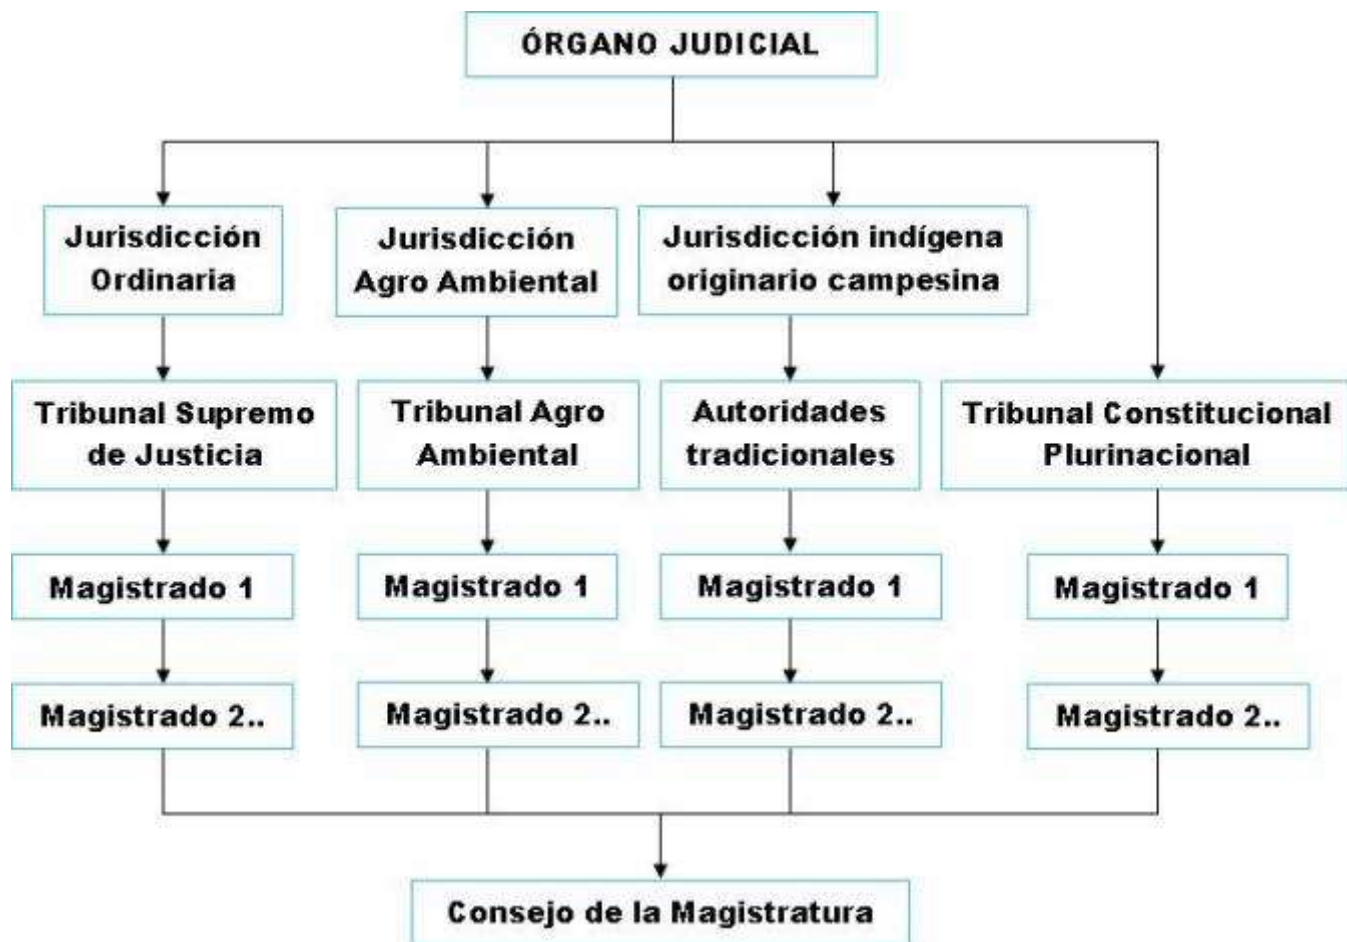 ÓRGANO JUDICIAL
Jurisdicción
Ordinaria
Jurisdicción
Agro Ambiental
Jurisdicción indígena
originario campesina
Tribunal Supremo
de Justicia
Tribunal Agro
Ambiental
Autoridades
tradicionales
Tribunal Constitucional
Plurinacional
Magistrado 1
Magistrado 1
Magistrado 1
Magistrado 1
Magistrado 2..
Magistrado 2..
Magistrado 2..
Magistrado 2..
Consejo de la Magistratura